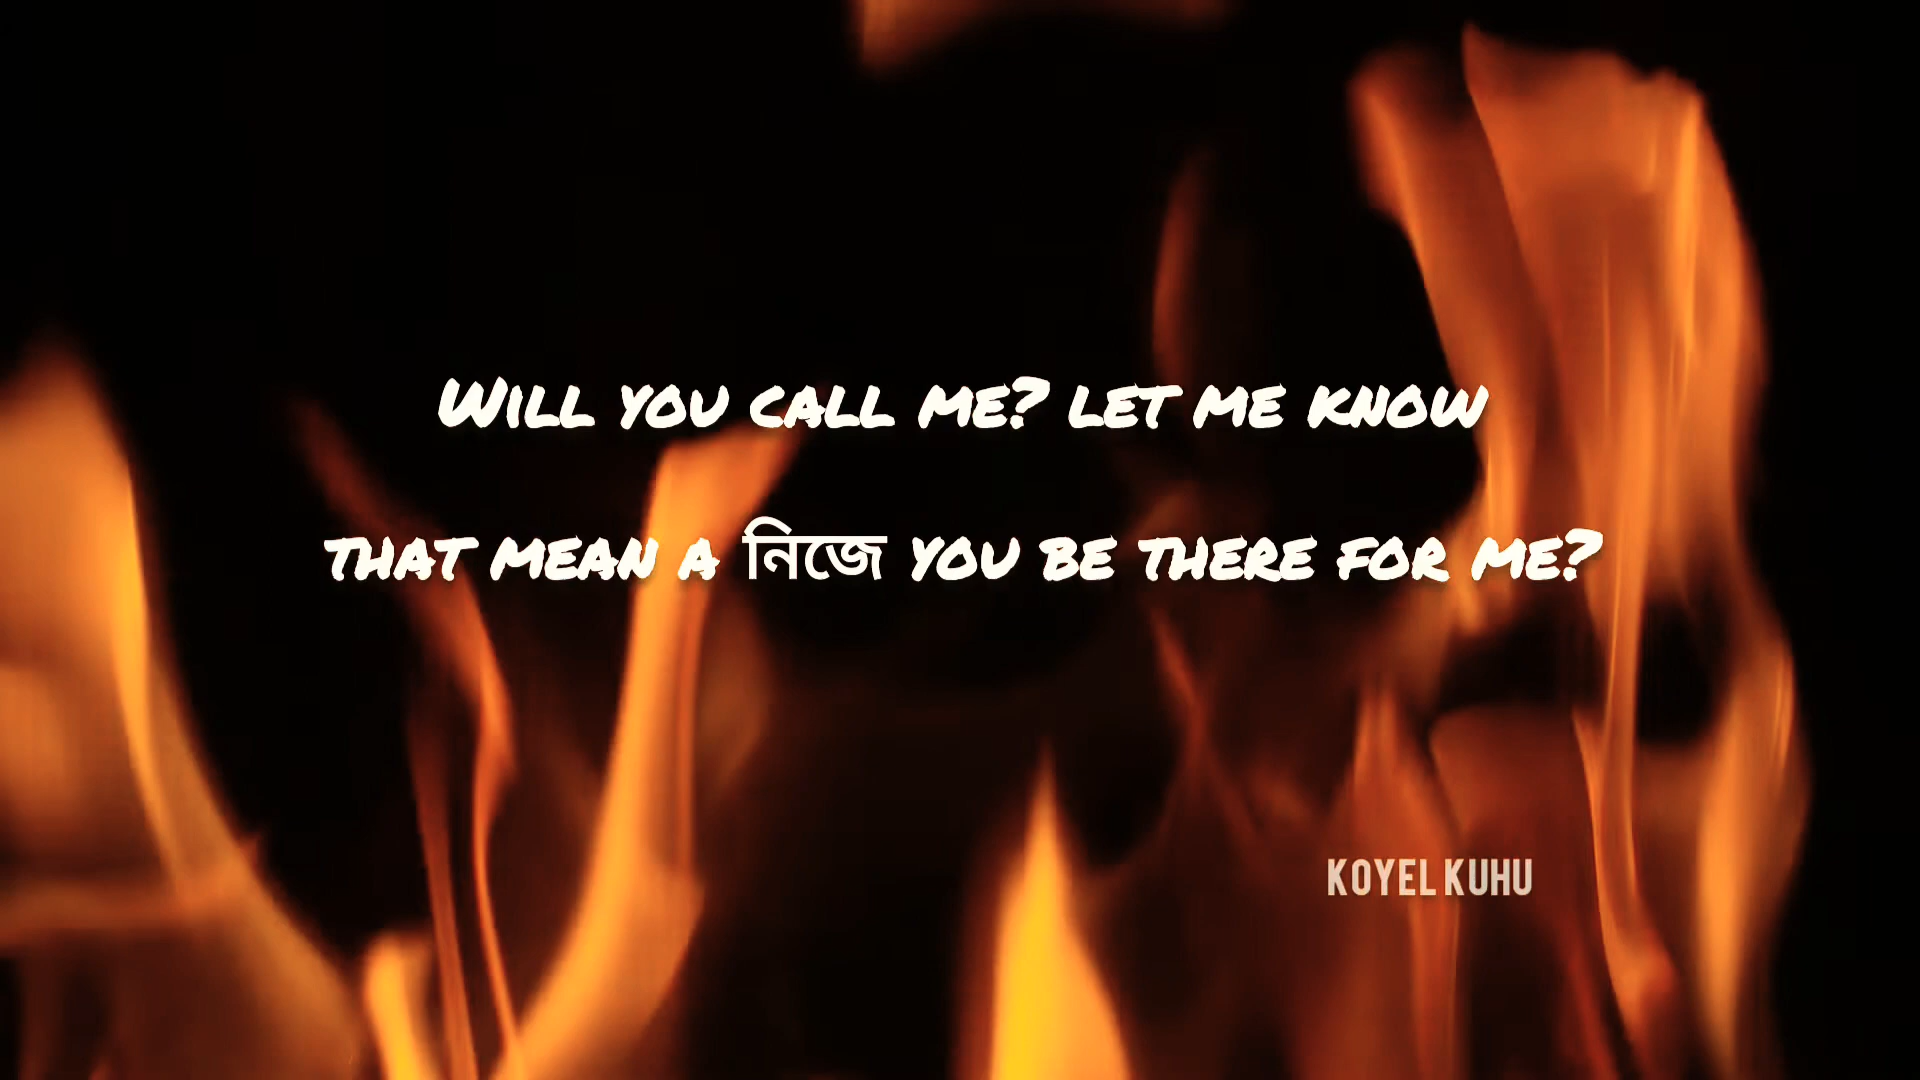 Will you call me? let me know
that mean a নিজে you be there for me?
KOYEL KUHU